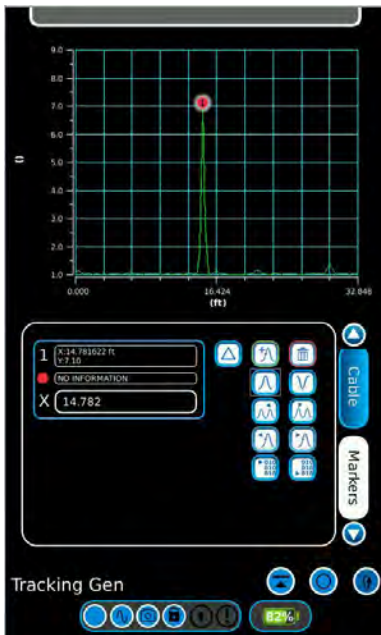 9.0
8.0
7.0
6.0
5.0
4.0
3.0
2.0
1.0
()
1
0.000
16.424
32.848
(ft)
1
X:14.781622 ft
Y:7.10
NO INFORMATION
X
14.782
Cable
Markers
Tracking Gen
82%